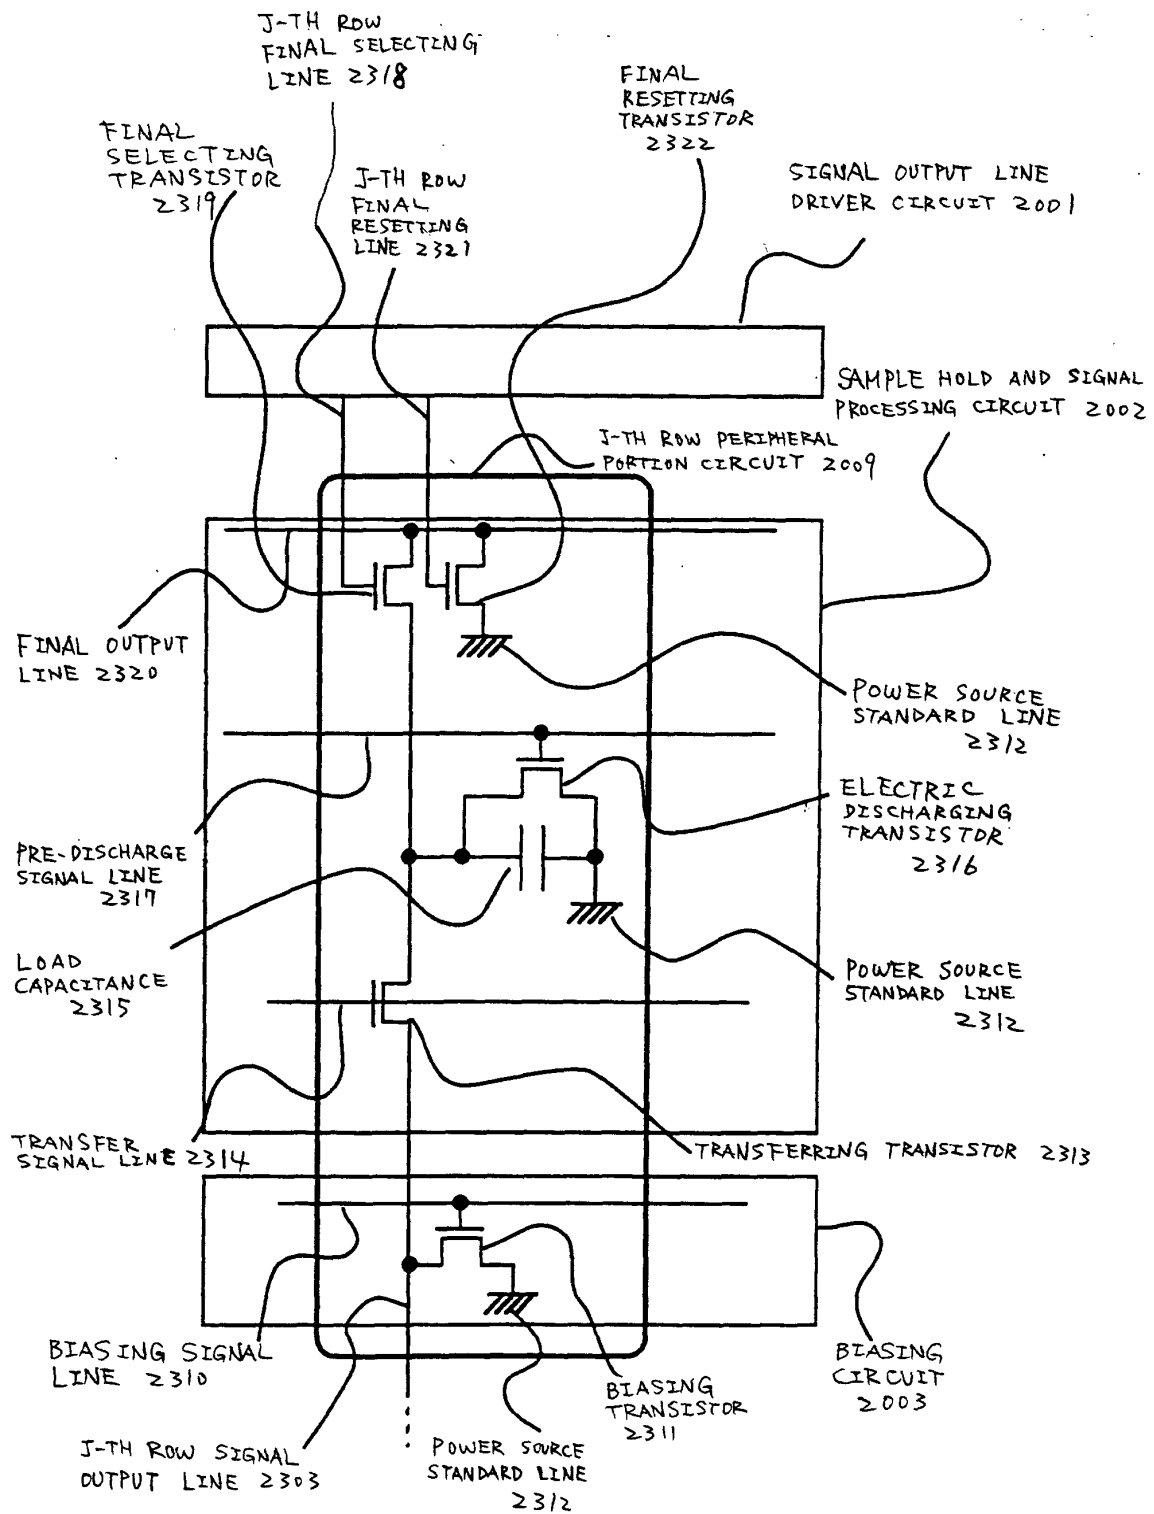 J-TH ROW
FINAL SELECTING
LINE 2318
FINAL
RESETTING
TRANSISTOR
2322
FINAL
SELECTING
TRANSISTOR
2319
J-TH ROW
FINAL
RESETTING
LINE 2321
SIGNAL OUTPUT LINE
DRIVER CIRCUIT 2001
SAMPLE HOLD AND SIGNAL
PROCESSING CIRCUIT 2002
J-TH ROW PERIPHERAL
PORTION CIRCUIT 2009
FINAL OUTPUT
LINE 2320
POWER SOURCE
STANDARD LINE
2312
ELECTRIC
DISCHARGING
TRANSISTOR
2316
PRE-DISCHARGE
SIGNAL LINE
2317
LOAD
CAPACITANCE
2315
POWER SOURCE
STANDARD LINE
2312
TRANSFER
SIGNAL LINE 2314
TRANSFERRING TRANSISTOR 2313
BIASING SIGNAL
LINE 2310
BIASING
CIRCUIT
2003
BIASING
TRANSISTOR
2311
J-TH ROW SIGNAL
OUTPUT LINE 2303
POWER SOURCE
STANDARD LINE
2312